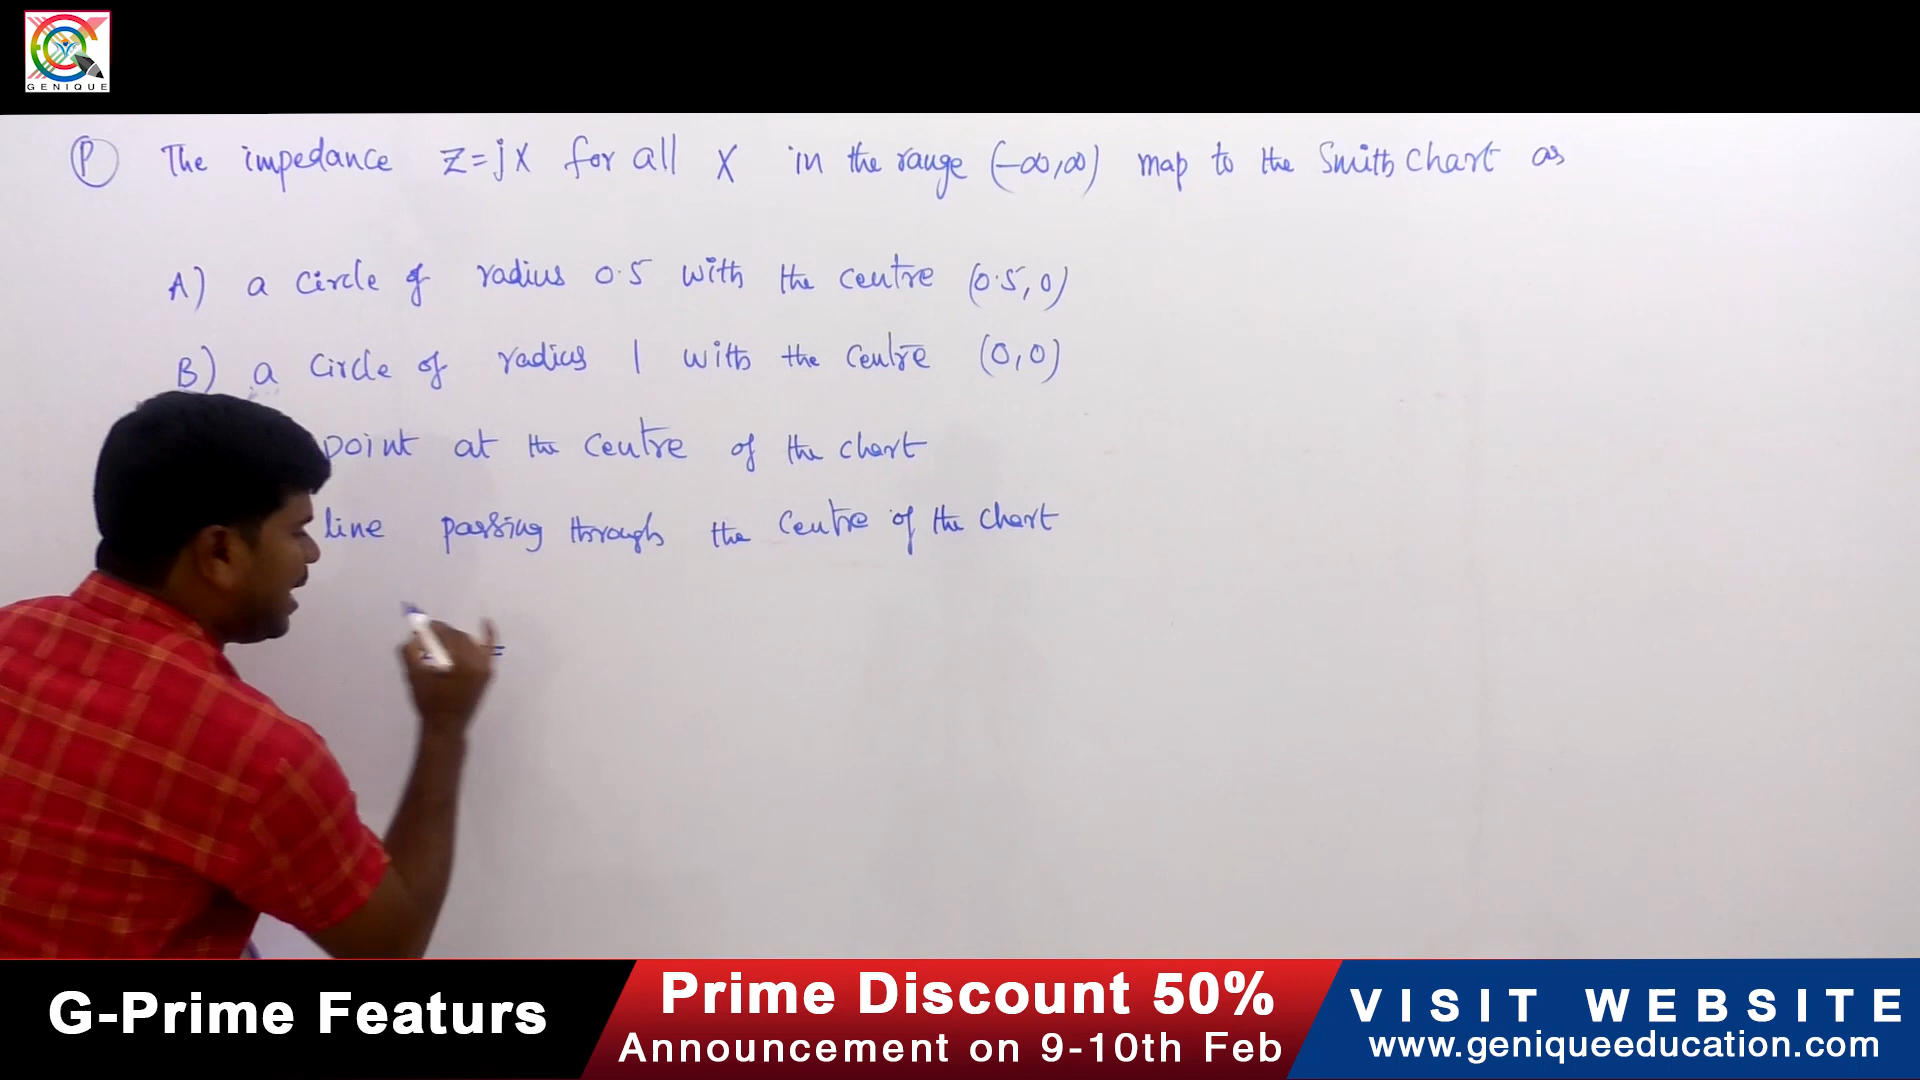 GENIQUE
P The impedance Z=jX for all X in the range (-∞,∞) map to the Smith Chart as
A) a circle of radius 0.5 with the centre (0.5,0)
B) a circle of radius 1 with the centre (0,0)
point at the centre of the chart
line passing through the centre of the chart
=
G-Prime Featurs
Prime Discount 50%
Announcement on 9-10th Feb
VISIT WEBSITE
www.geniqueeducation.com